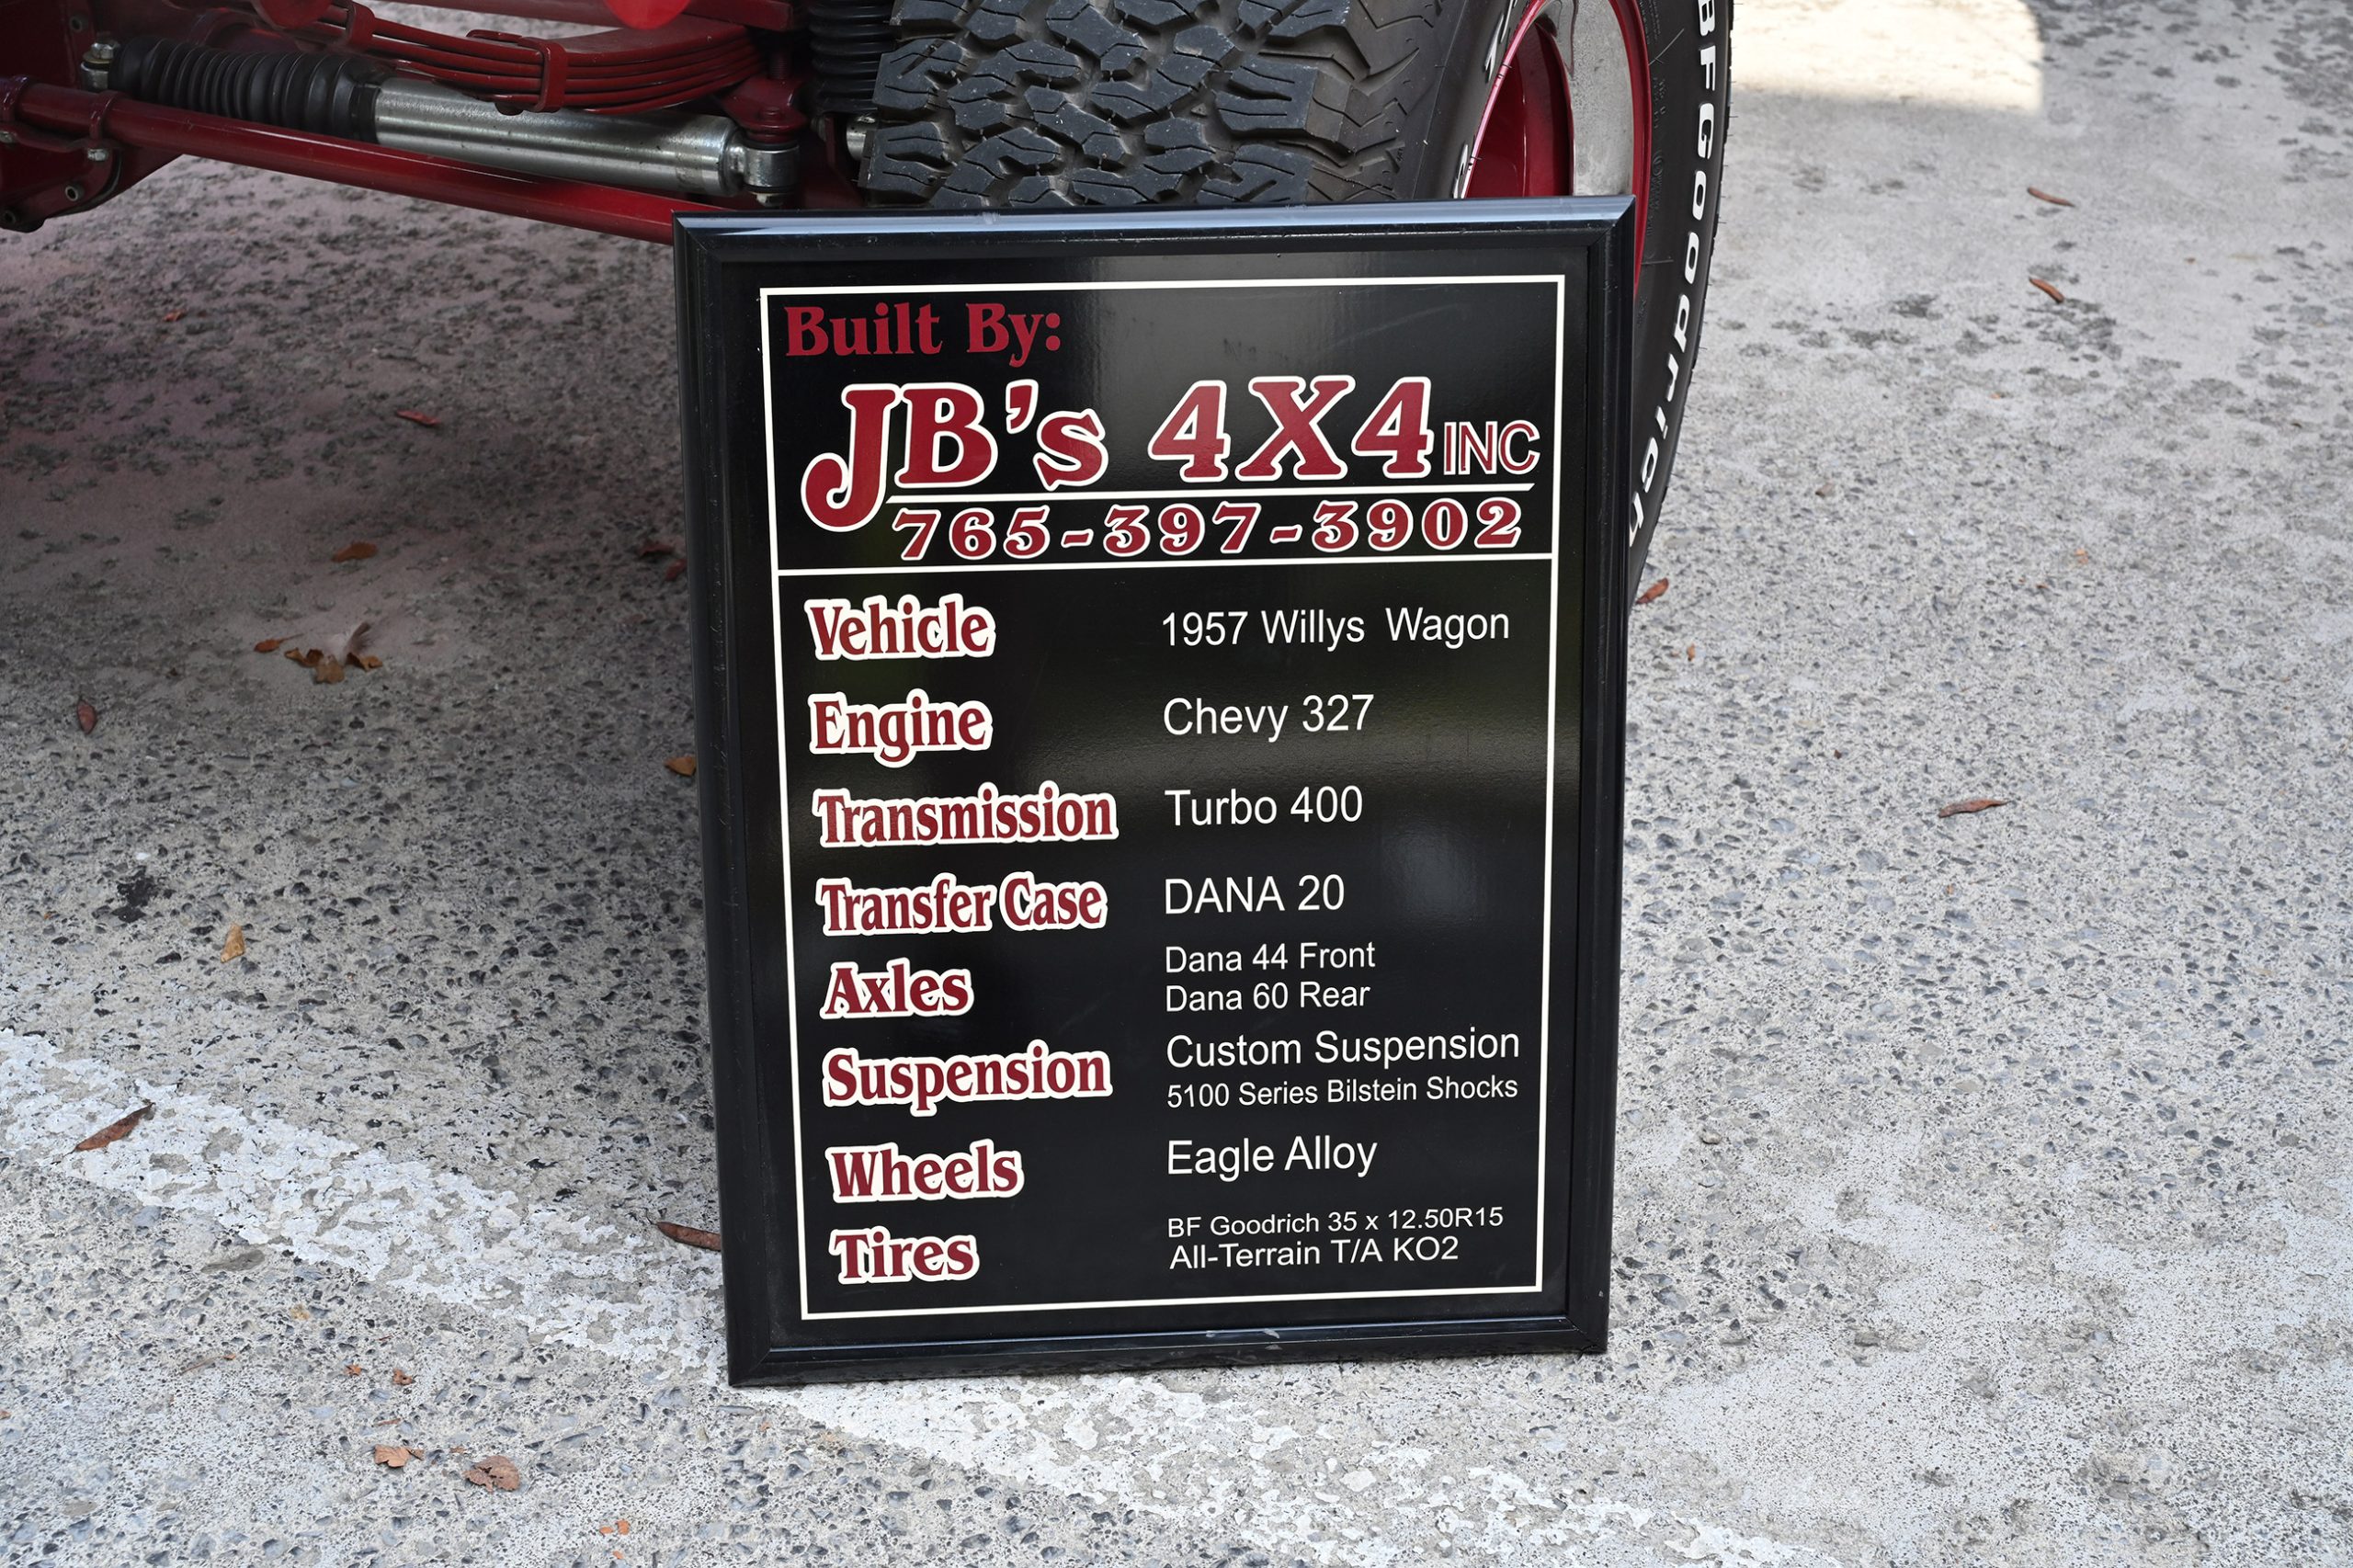 BFGoodrich
Built By:
JB's 4X4 INC
765-397-3902
Vehicle 1957 Willys Wagon
Engine Chevy 327
Transmission Turbo 400
Transfer Case DANA 20
Axles Dana 44 Front
Dana 60 Rear
Suspension Custom Suspension
5100 Series Bilstein Shocks
Wheels Eagle Alloy
Tires BF Goodrich 35 x 12.50R15
All-Terrain T/A KO2